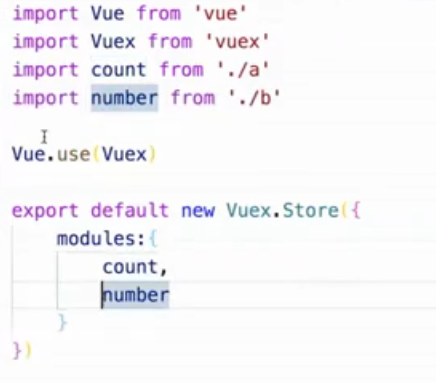 import Vue from 'vue'
import Vuex from 'vuex'
import count from './a'
import number from './b'
Vue.use(Vuex)
export default new Vuex.Store({
modules:{
count,
number
}
})